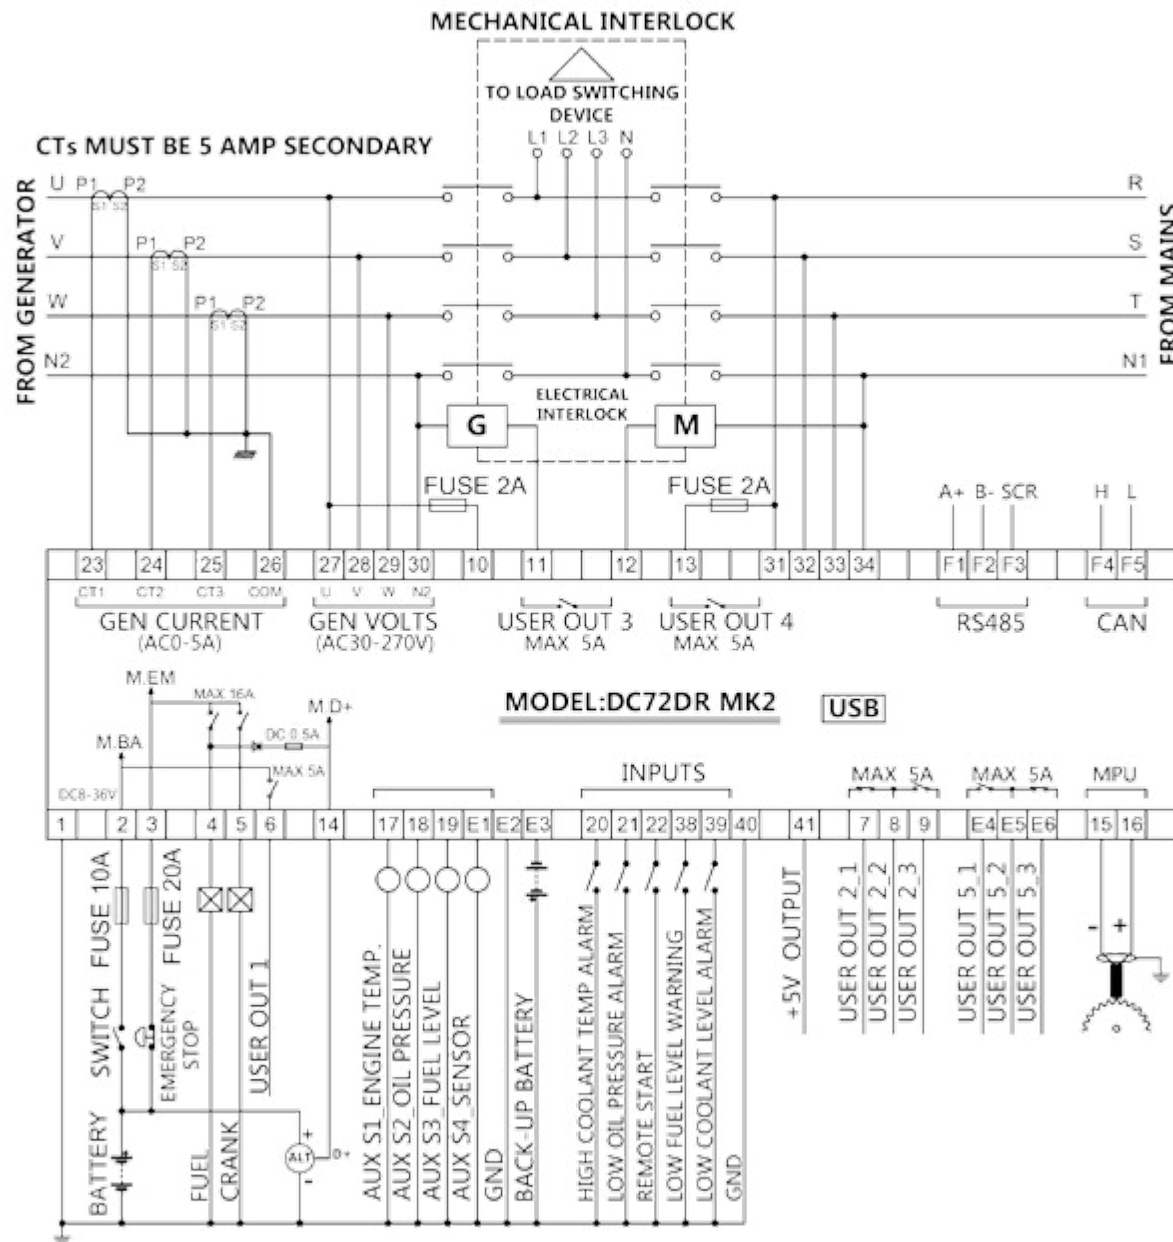 MECHANICAL INTERLOCK
TO LOAD SWITCHING
DEVICE
L1 L2 L3 N
CTs MUST BE 5 AMP SECONDARY
FROM GENERATOR
FROM MAINS
U P1 P2
S1 S2
R
V P1 P2
S1 S2
S
W P1 P2
S1 S2
T
N2
N1
ELECTRICAL
INTERLOCK
G
M
FUSE 2A
FUSE 2A
A+ B- SCR
H L
23 24 25 26 27 28 29 30 10 11 12 13 31 32 33 34 F1 F2 F3 F4 F5
CT1 CT2 CT3 COM U V W N2
GEN CURRENT
(AC0-5A)
GEN VOLTS
(AC30-270V)
USER OUT 3
MAX 5A
USER OUT 4
MAX 5A
RS485
CAN
M.EM
MAX 16A
M.D+
MODEL:DC72DR MK2
USB
M.BA
DC 0.5A
MAX 5A
DC8-36V
INPUTS
MAX 5A
MAX 5A
MPU
1 2 3 4 5 6 14 17 18 19 E1 E2 E3 20 21 22 38 39 40 41 7 8 9 E4 E5 E6 15 16
FUSE 10A
FUSE 20A
SWITCH
EMERGENCY
STOP
BATTERY
FUEL
CRANK
USER OUT 1
+
ALT
D+
-
AUX S1_ENGINE TEMP.
AUX S2_OIL PRESSURE
AUX S3_FUEL LEVEL
AUX S4_SENSOR
GND
BACK-UP BATTERY
HIGH COOLANT TEMP ALARM
LOW OIL PRESSURE ALARM
REMOTE START
LOW FUEL LEVEL WARNING
LOW COOLANT LEVEL ALARM
GND
+5V OUTPUT
USER OUT 2_1
USER OUT 2_2
USER OUT 2_3
USER OUT 5_1
USER OUT 5_2
USER OUT 5_3
- +